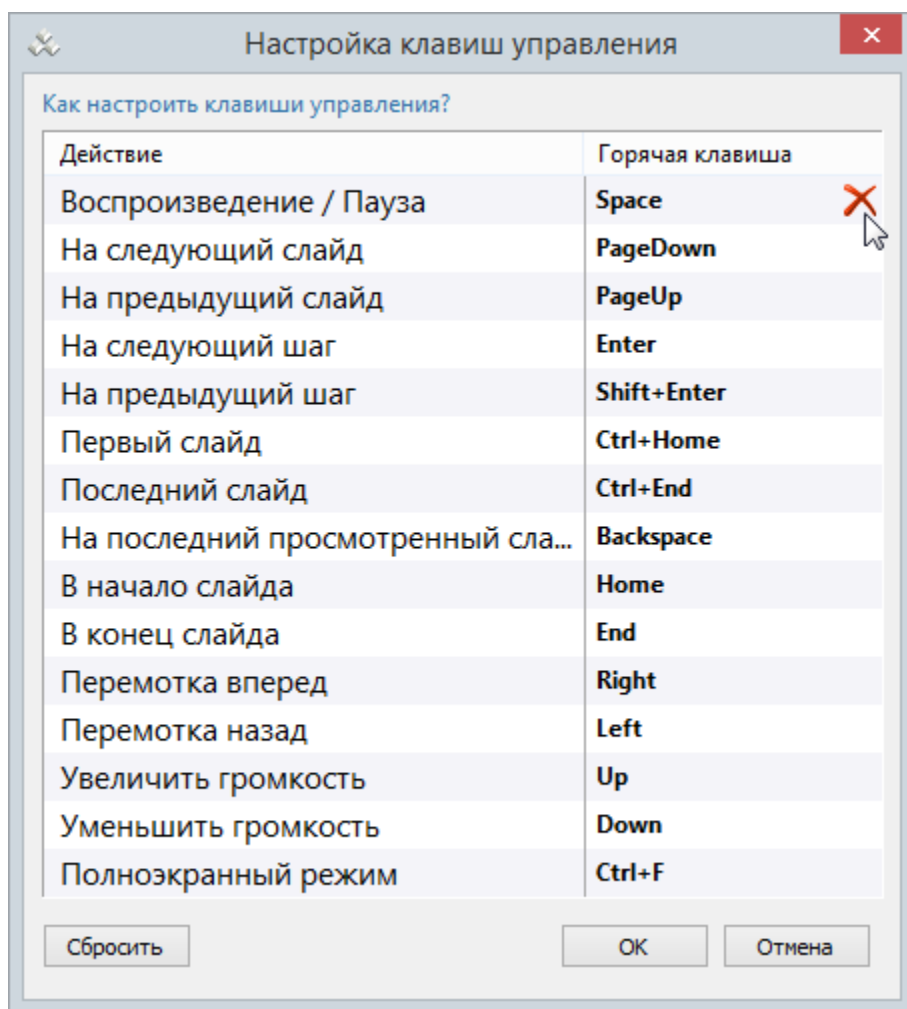 Настройка клавиш управления
Как настроить клавиши управления?
Действие Горячая клавиша
Воспроизведение / Пауза Space
На следующий слайд PageDown
На предыдущий слайд PageUp
На следующий шаг Enter
На предыдущий шаг Shift+Enter
Первый слайд Ctrl+Home
Последний слайд Ctrl+End
На последний просмотренный сла... Backspace
В начало слайда Home
В конец слайда End
Перемотка вперед Right
Перемотка назад Left
Увеличить громкость Up
Уменьшить громкость Down
Полноэкранный режим Ctrl+F
Сбросить ОК Отмена